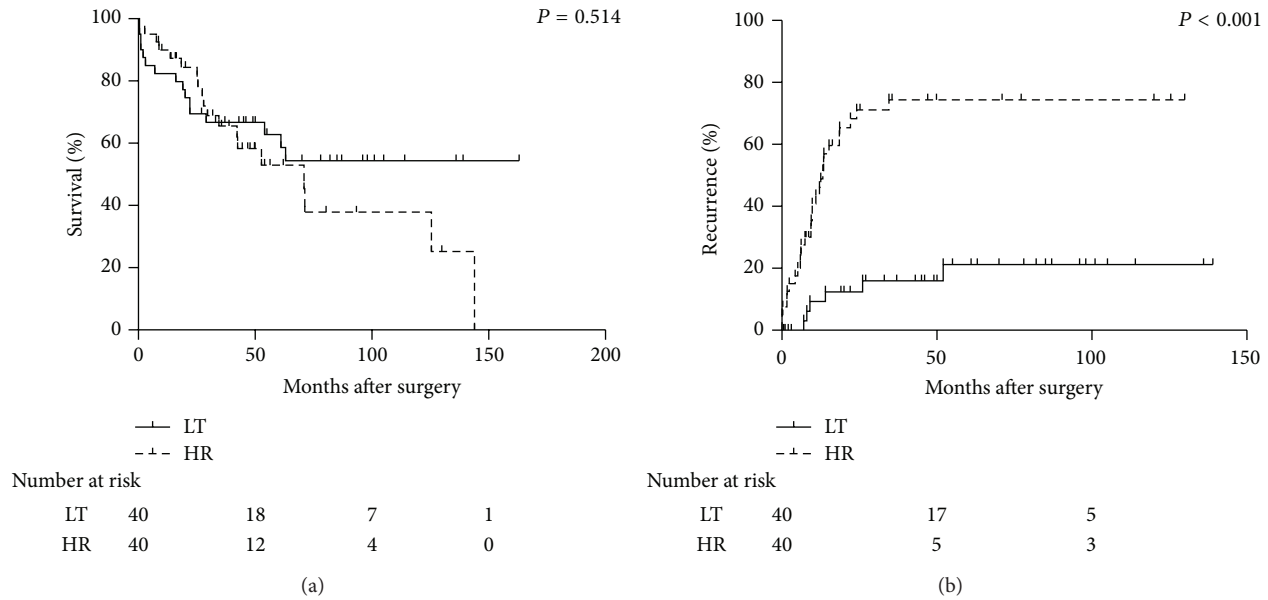 P = 0.514
100
80
60
40
20
0
Survival (%)
0 50 100 150 200
Months after surgery
LT
HR
Number at risk
LT 40 18 7 1
HR 40 12 4 0
(a)
P < 0.001
100
80
60
40
20
0
Recurrence (%)
0 50 100 150
Months after surgery
LT
HR
Number at risk
LT 40 17 5
HR 40 5 3
(b)